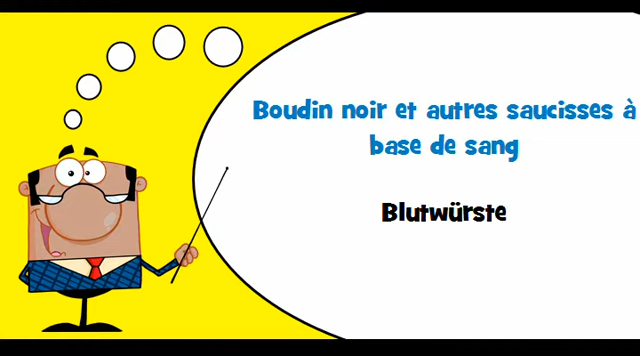 Boudin noir et autres saucisses à
base de sang
Blutwürste